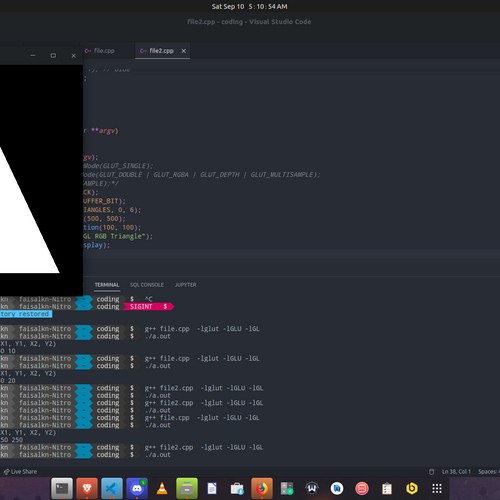 Sat Sep 10 5:10:54 AM
file2.cpp - coding - Visual Studio Code
file.cpp
file2.cpp
r **argv)
gv);
Mode(GLUT_SINGLE);
Mode(GLUT_DOUBLE | GLUT_RGBA | GLUT_DEPTH | GLUT_MULTISAMPLE);
AMPLE);*/
CK);
UFFER_BIT);
IANGLES, 0, 6);
(500, 500);
tion(100, 100);
GL RGB Triangle");
splay);
TERMINAL SQL CONSOLE JUPYTER
kn faisalkn-Nitro coding $ ^C
kn faisalkn-Nitro coding SIGINT $
tory restored
kn faisalkn-Nitro coding $ g++ file.cpp -lglut -lGLU -lGL
kn faisalkn-Nitro coding $ ./a.out
X1, Y1, X2, Y2)
0 10
kn faisalkn-Nitro coding $ g++ file.cpp -lglut -lGLU -lGL
kn faisalkn-Nitro coding $ ./a.out
X1, Y1, X2, Y2)
0 20
kn faisalkn-Nitro coding $ g++ file2.cpp -lglut -lGLU -lGL
kn faisalkn-Nitro coding $ ./a.out
kn faisalkn-Nitro coding $ g++ file2.cpp -lglut -lGLU -lGL
kn faisalkn-Nitro coding $ ./a.out
kn faisalkn-Nitro coding $ g++ file.cpp -lglut -lGLU -lGL
kn faisalkn-Nitro coding $ ./a.out
X1, Y1, X2, Y2)
50 250
kn faisalkn-Nitro coding $ g++ file2.cpp -lglut -lGLU -lGL
kn faisalkn-Nitro coding $ ./a.out
Live Share
Ln 38, Col 1 Spaces: